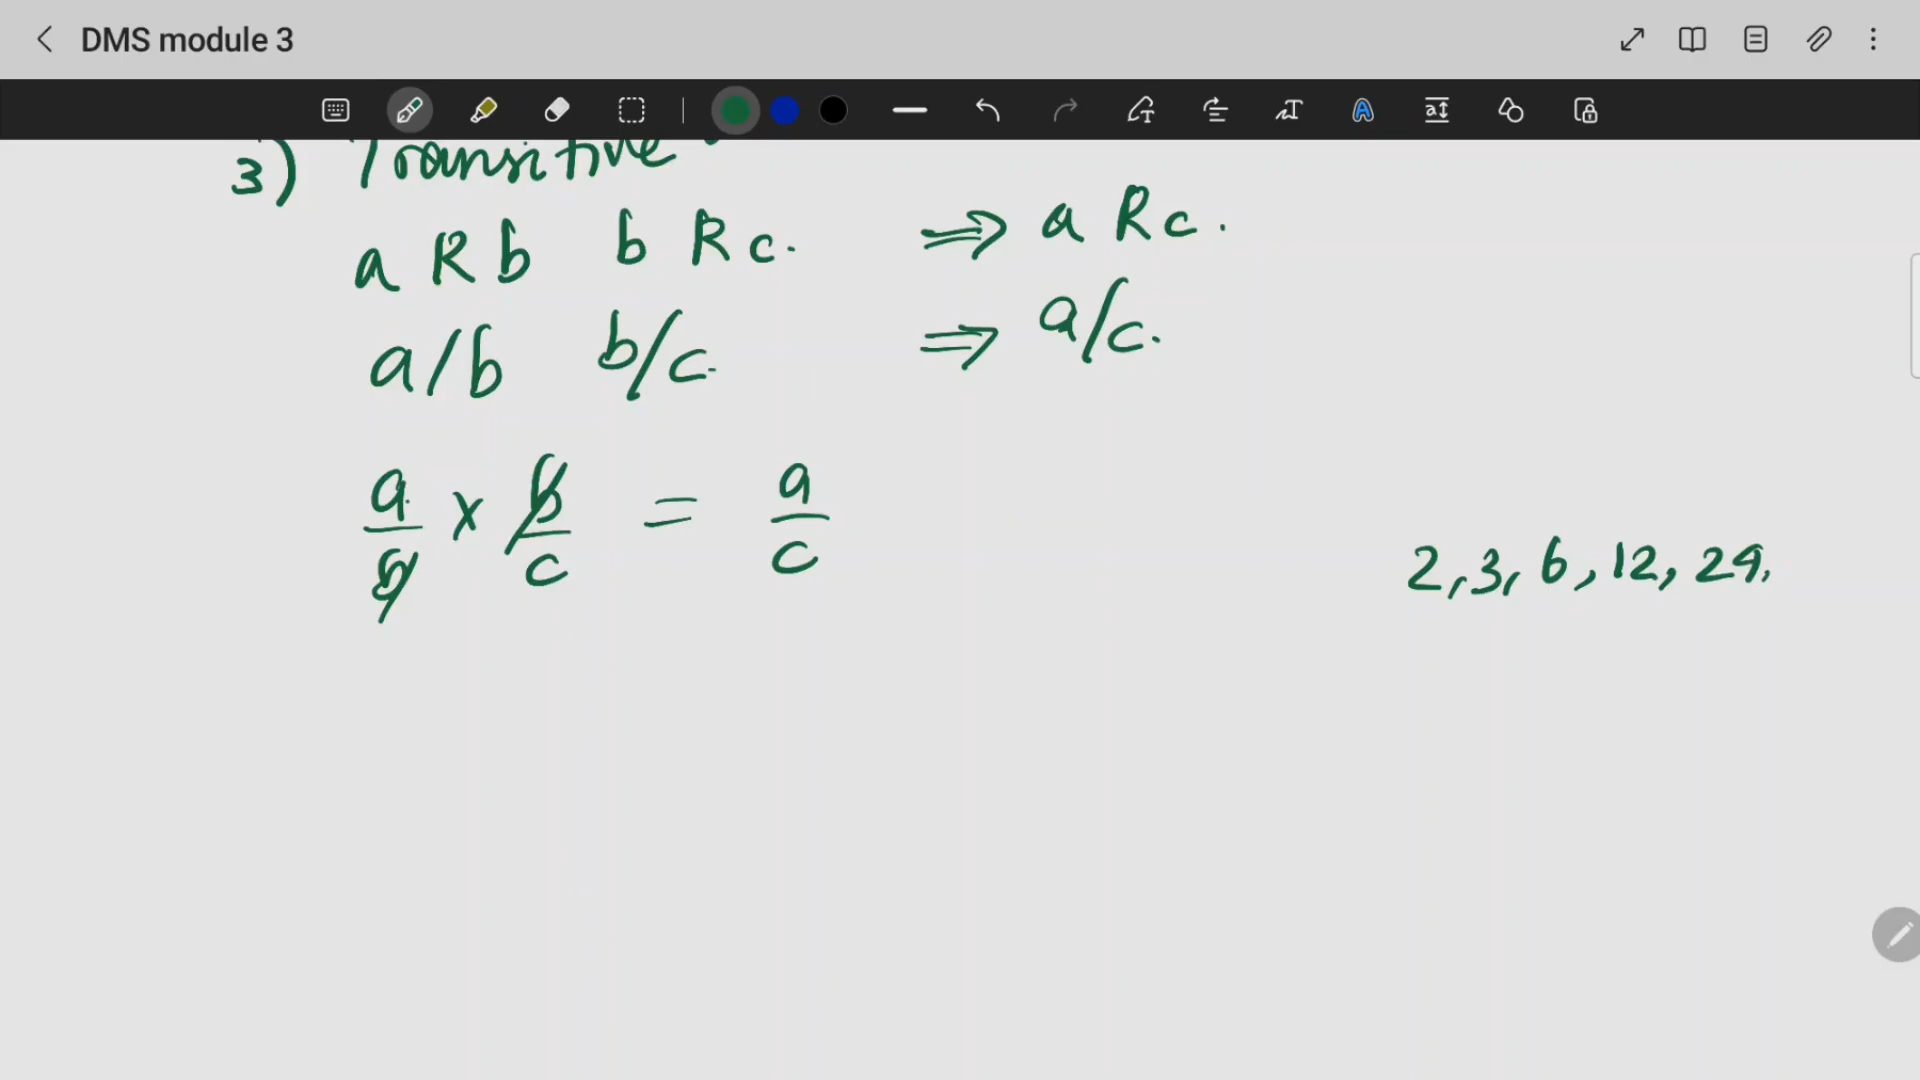 DMS module 3
3) Transitive
a R b b R c. ⇒ a R c.
a/b b/c. ⇒ a/c.
a/b x b/c = a/c
2, 3, 6, 12, 24,